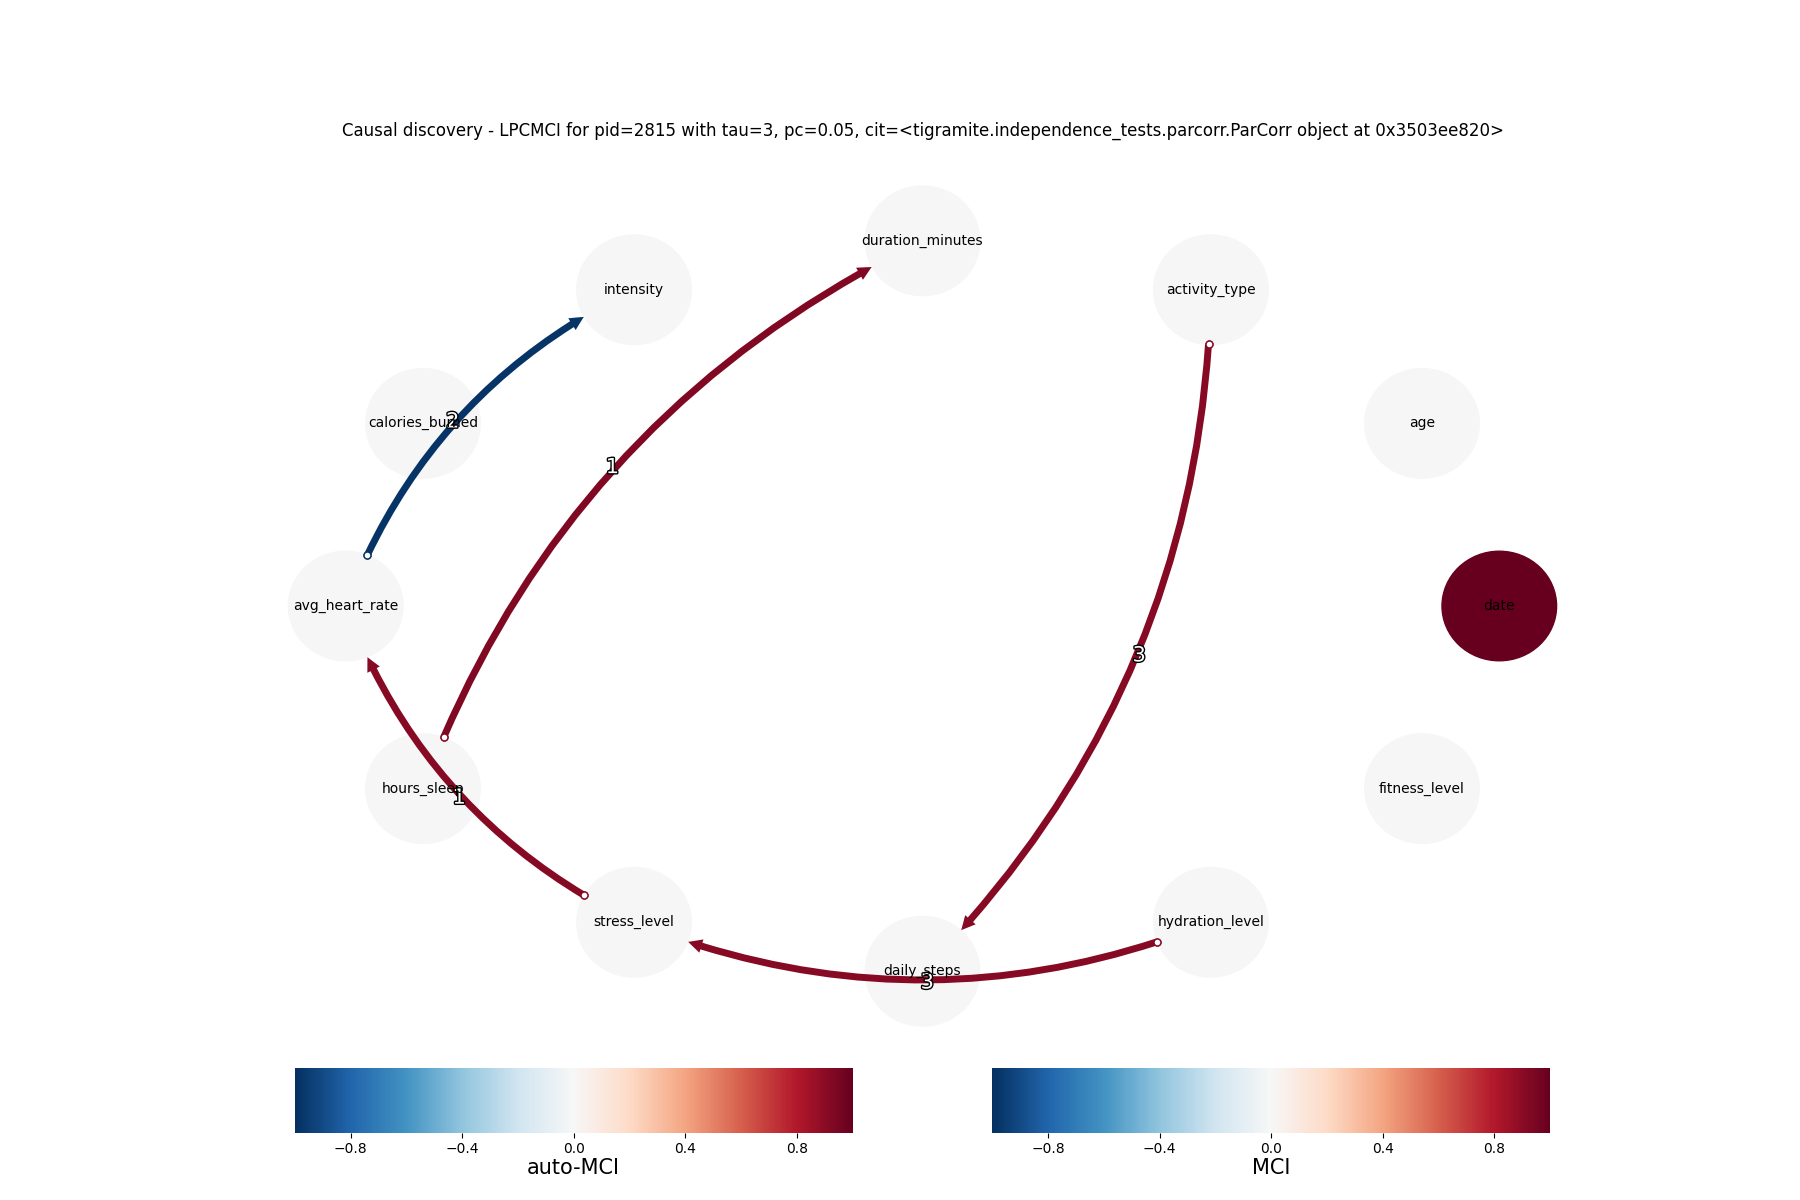 Causal discovery - LPCMCI for pid=2815 with tau=3, pc=0.05, cit=<tigramite.independence_tests.parcorr.ParCorr object at 0x3503ee820>
duration_minutes
intensity
activity_type
calories_burned
2
age
1
avg_heart_rate
date
3
hours_sleep
1
fitness_level
stress_level
hydration_level
daily_steps
3
−0.8 −0.4 0.0 0.4 0.8
auto-MCI
−0.8 −0.4 0.0 0.4 0.8
MCI